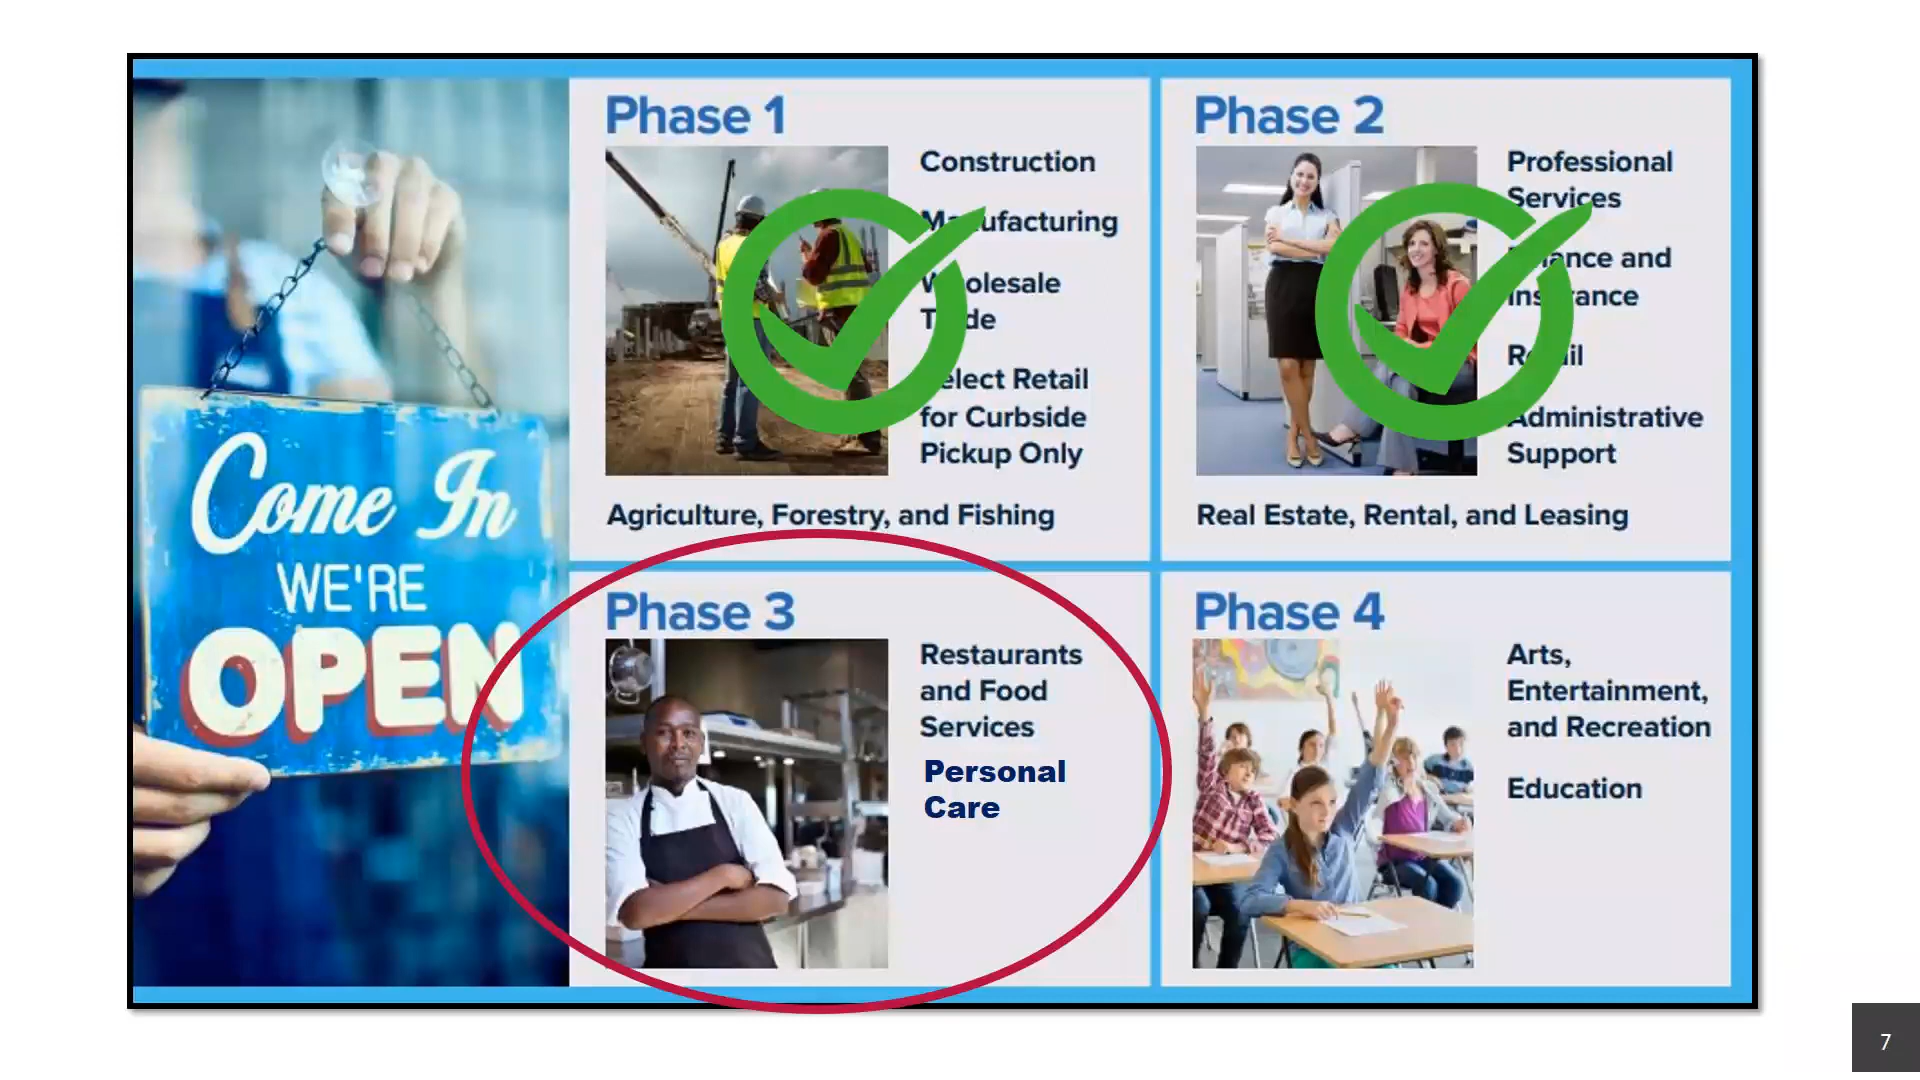 Come In
WE'RE
OPEN
Phase 1
Construction
Manufacturing
Wholesale
Trade
Select Retail
for Curbside
Pickup Only
Agriculture, Forestry, and Fishing
Phase 2
Professional
Services
Finance and
Insurance
Retail
Administrative
Support
Real Estate, Rental, and Leasing
Phase 3
Restaurants
and Food
Services
Personal
Care
Phase 4
Arts,
Entertainment,
and Recreation
Education
7